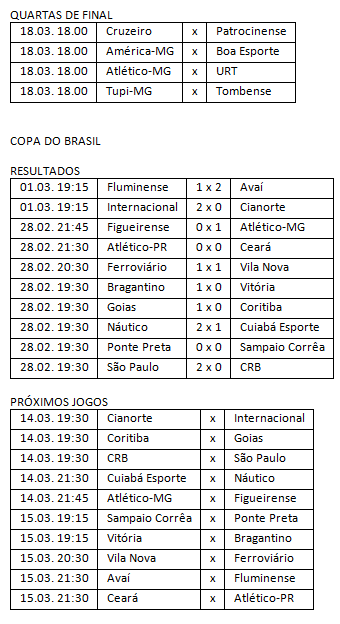 QUARTAS DE FINAL
18.03. 18.00 Cruzeiro x Patrocinense
18.03. 18.00 América-MG x Boa Esporte
18.03. 18.00 Atlético-MG x URT
18.03. 18.00 Tupi-MG x Tombense
COPA DO BRASIL
RESULTADOS
01.03. 19:15 Fluminense 1 x 2 Avaí
01.03. 19:15 Internacional 2 x 0 Cianorte
28.02. 21:45 Figueirense 0 x 1 Atlético-MG
28.02. 21:30 Atlético-PR 0 x 0 Ceará
28.02. 20:30 Ferroviário 1 x 1 Vila Nova
28.02. 19:30 Bragantino 1 x 0 Vitória
28.02. 19:30 Goias 1 x 0 Coritiba
28.02. 19:30 Náutico 2 x 1 Cuiabá Esporte
28.02. 19:30 Ponte Preta 0 x 0 Sampaio Corrêa
28.02. 19:30 São Paulo 2 x 0 CRB
PRÓXIMOS JOGOS
14.03. 19:30 Cianorte x Internacional
14.03. 19:30 Coritiba x Goias
14.03. 19:30 CRB x São Paulo
14.03. 21:30 Cuiabá Esporte x Náutico
14.03. 21:45 Atlético-MG x Figueirense
15.03. 19:15 Sampaio Corrêa x Ponte Preta
15.03. 19:15 Vitória x Bragantino
15.03. 20:30 Vila Nova x Ferroviário
15.03. 21:30 Avaí x Fluminense
15.03. 21:30 Ceará x Atlético-PR